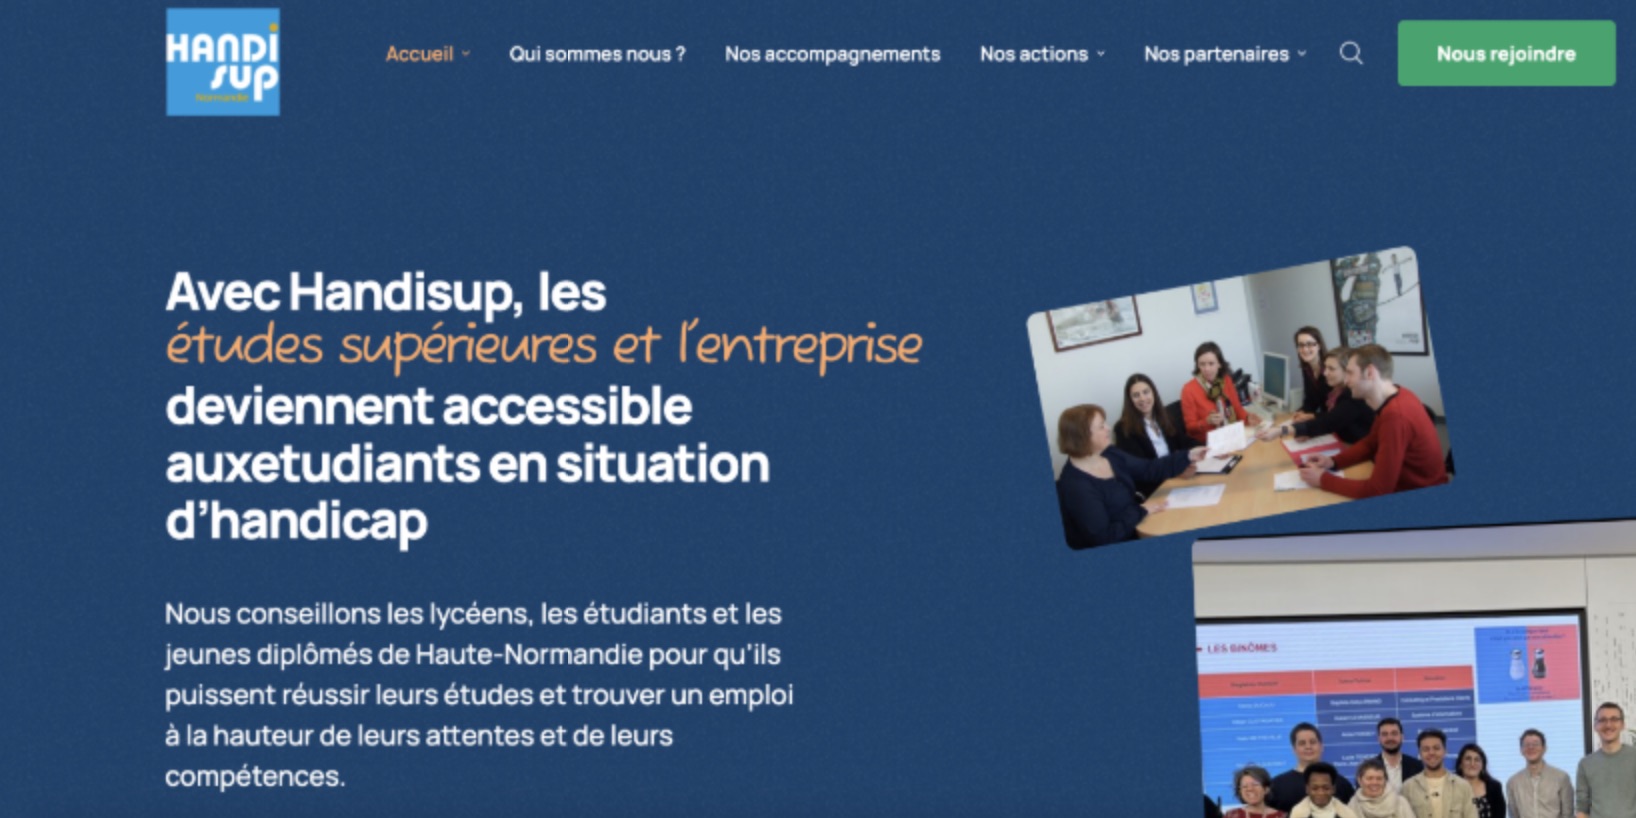 HANDI
SUP
Normandie
Accueil
Qui sommes nous ?
Nos accompagnements
Nos actions
Nos partenaires
Nous rejoindre
Avec Handisup, les
études supérieures et l'entreprise
deviennent accessible
auxetudiants en situation
d’handicap
Nous conseillons les lycéens, les étudiants et les
jeunes diplômés de Haute-Normandie pour qu'ils
puissent réussir leurs études et trouver un emploi
à la hauteur de leurs attentes et de leurs
compétences.
LES BINÔMES